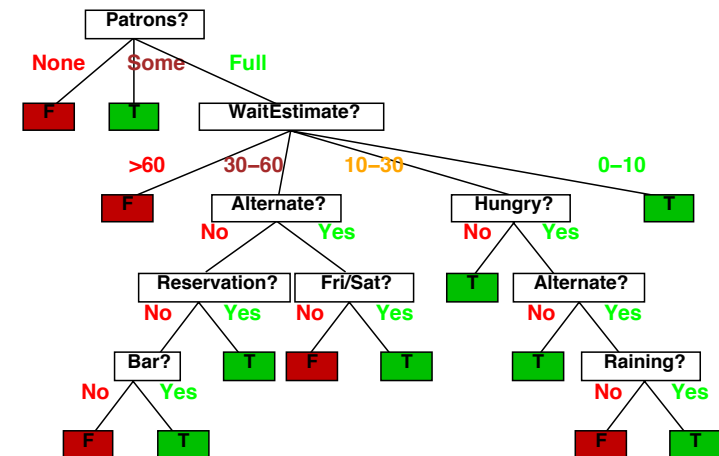 Patrons?
None Some Full
F T WaitEstimate?
>60 30–60 10–30 0–10
F Alternate? Hungry? T
No Yes No Yes
Reservation? Fri/Sat? T Alternate?
No Yes No Yes No Yes
Bar? T F T T Raining?
No Yes No Yes
F T F T